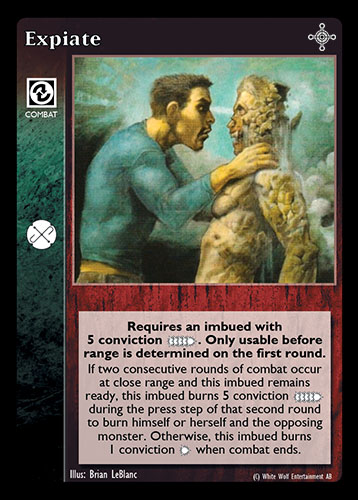 Expiate
COMBAT
Requires an imbued with
5 conviction. Only usable before
range is determined on the first round.
If two consecutive rounds of combat occur
at close range and this imbued remains
ready, this imbued burns 5 conviction
during the press step of that second round
to burn himself or herself and the opposing
monster. Otherwise, this imbued burns
1 conviction when combat ends.
Illus: Brian LeBlanc
(C) White Wolf Entertainment AB